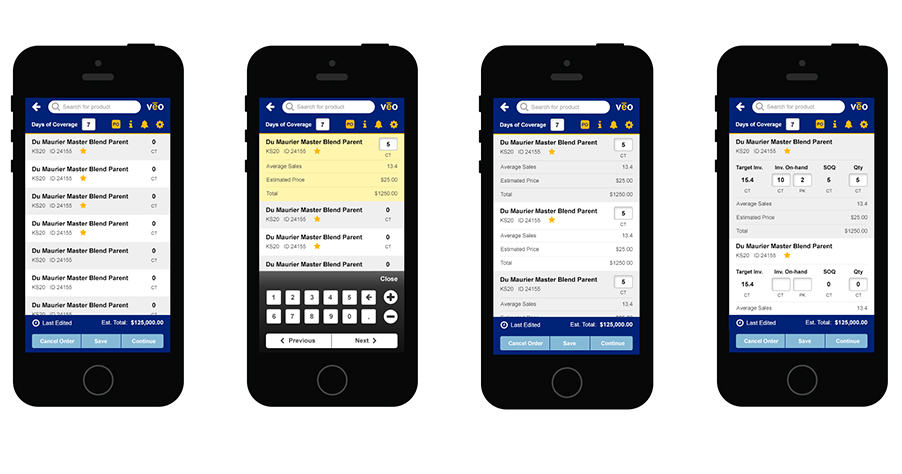 Search for product
vēo
Days of Coverage 7 PO i
Du Maurier Master Blend Parent 0
KS20 ID 24155 CT
Du Maurier Master Blend Parent 0
KS20 ID 24155 CT
Du Maurier Master Blend Parent 0
KS20 ID 24155 CT
Du Maurier Master Blend Parent 0
KS20 ID 24155 CT
Du Maurier Master Blend Parent 0
KS20 ID 24155 CT
Du Maurier Master Blend Parent 0
KS20 ID 24155 CT
Du Maurier Master Blend Parent 0
Last Edited Est. Total: $125,000.00
Cancel Order Save Continue
Search for product
vēo
Days of Coverage 7 PO i
Du Maurier Master Blend Parent 5
KS20 ID 24155 CT
Average Sales 13.4
Estimated Price $25.00
Total $1250.00
Du Maurier Master Blend Parent 0
KS20 ID 24155 CT
Du Maurier Master Blend Parent 0
KS20 ID 24155 CT
Du Maurier Master Blend Parent 0
Close
1 2 3 4 5
6 7 8 9 0 .
Previous Next
Search for product
vēo
Days of Coverage 7 PO i
Du Maurier Master Blend Parent 5
KS20 ID 24155 CT
Average Sales 13.4
Estimated Price $25.00
Total $1250.00
Du Maurier Master Blend Parent 5
KS20 ID 24155 CT
Average Sales 13.4
Estimated Price $25.00
Total $1250.00
Du Maurier Master Blend Parent 5
KS20 ID 24155 CT
Average Sales 13.4
Estimated Price $25.00
Last Edited Est. Total: $125,000.00
Cancel Order Save Continue
Search for product
vēo
Days of Coverage 7 PO i
Du Maurier Master Blend Parent
KS20 ID 24155
Target Inv. Inv. On-hand SOQ Qty
15.4 10 2 5 5
CT CT PK CT CT
Average Sales 13.4
Estimated Price $25.00
Total $1250.00
Du Maurier Master Blend Parent
KS20 ID 24155
Target Inv. Inv. On-hand SOQ Qty
15.4 0 0
CT CT PK CT CT
Average Sales 13.4
Last Edited Est. Total: $125,000.00
Cancel Order Save Continue